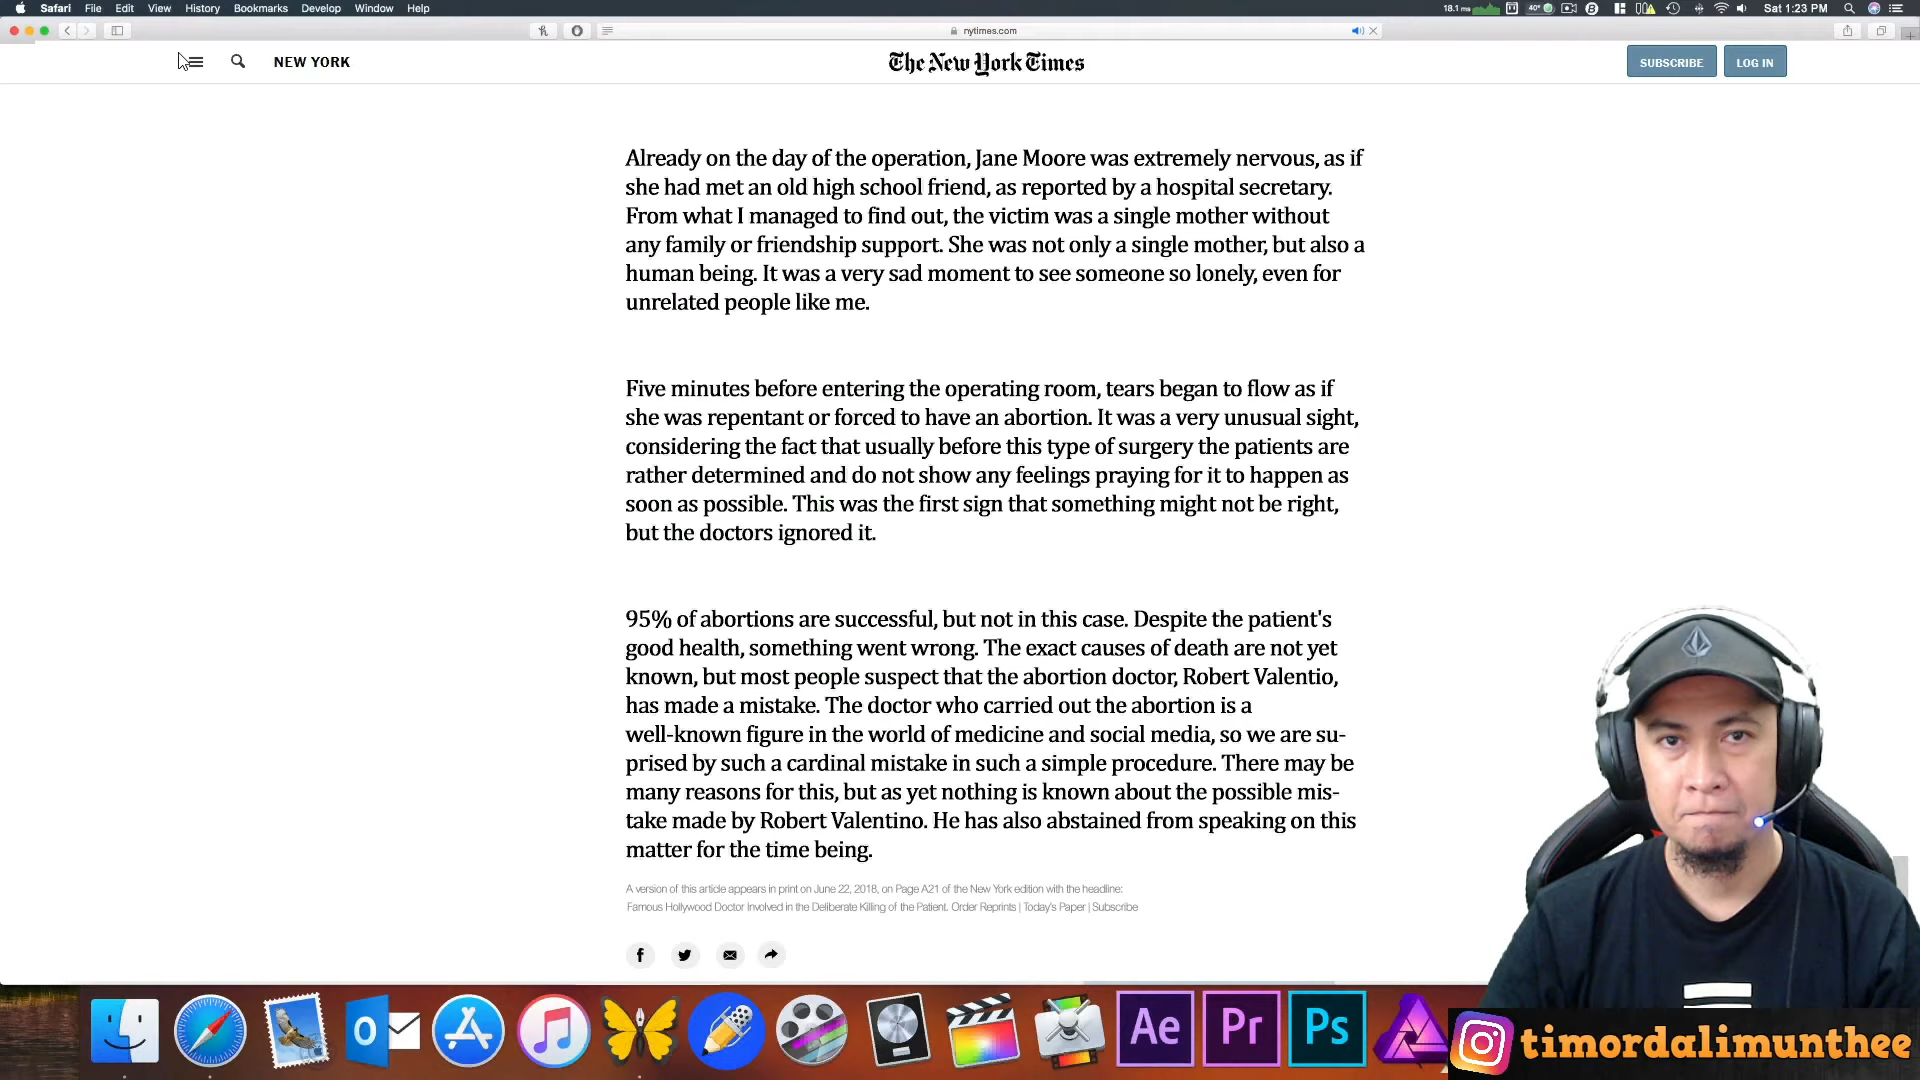 Safari File Edit View History Bookmarks Develop Window Help
18.1 ms 40° Sat 1:23 PM
nytimes.com
NEW YORK
The New York Times
SUBSCRIBE LOG IN
Already on the day of the operation, Jane Moore was extremely nervous, as if
she had met an old high school friend, as reported by a hospital secretary.
From what I managed to find out, the victim was a single mother without
any family or friendship support. She was not only a single mother, but also a
human being. It was a very sad moment to see someone so lonely, even for
unrelated people like me.
Five minutes before entering the operating room, tears began to flow as if
she was repentant or forced to have an abortion. It was a very unusual sight,
considering the fact that usually before this type of surgery the patients are
rather determined and do not show any feelings praying for it to happen as
soon as possible. This was the first sign that something might not be right,
but the doctors ignored it.
95% of abortions are successful, but not in this case. Despite the patient's
good health, something went wrong. The exact causes of death are not yet
known, but most people suspect that the abortion doctor, Robert Valentio,
has made a mistake. The doctor who carried out the abortion is a
well-known figure in the world of medicine and social media, so we are su-
prised by such a cardinal mistake in such a simple procedure. There may be
many reasons for this, but as yet nothing is known about the possible mis-
take made by Robert Valentino. He has also abstained from speaking on this
matter for the time being.
A version of this article appears in print on June 22, 2018, on Page A21 of the New York edition with the headline:
Famous Hollywood Doctor Involved in the Deliberate Killing of the Patient. Order Reprints | Today's Paper | Subscribe
Ae Pr Ps
timordalimunthee